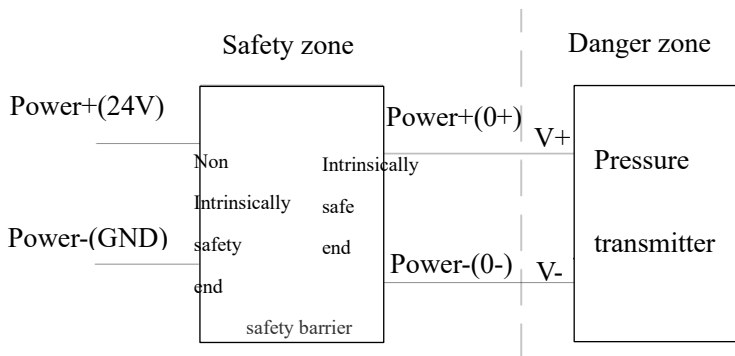 Safety zone
Danger zone
Power+(24V)
Power-(GND)
Non
Intrinsically
safety
end
Intrinsically
safe
end
safety barrier
Power+(0+)
Power-(0-)
V+
V-
Pressure
transmitter